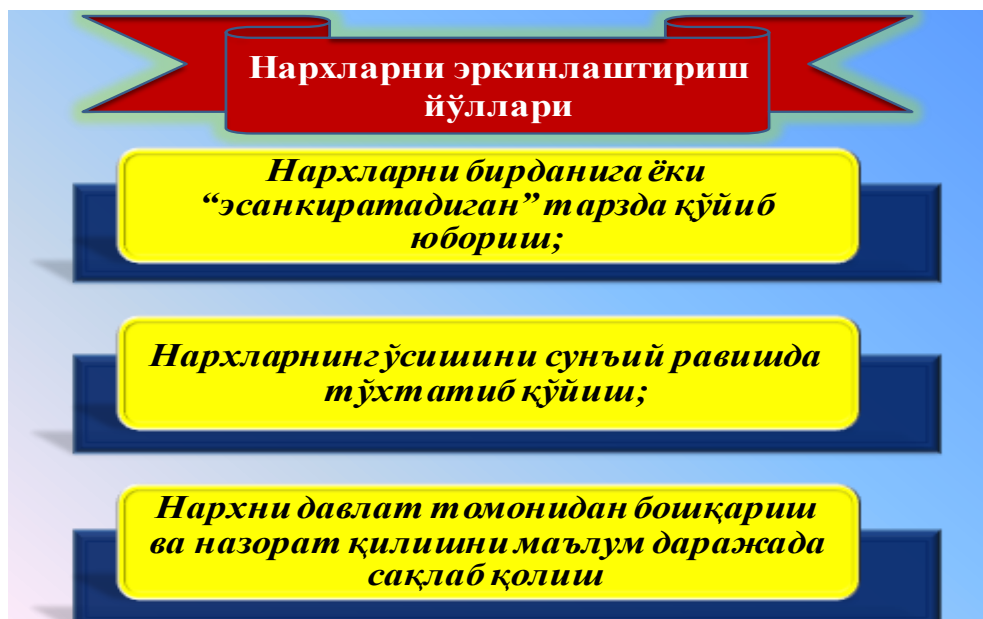 Нархларни эркинлаштириш
йўллари
Нархларни бирданига ёки
“эсанкиратадиган” тарзда қўйиб
юбориш;
Нархларнинг ўсишини сунъий равишда
тўхтатиб қўйиш;
Нархни давлат томонидан бошқариш
ва назорат қилишни маълум даражада
сақлаб қолиш